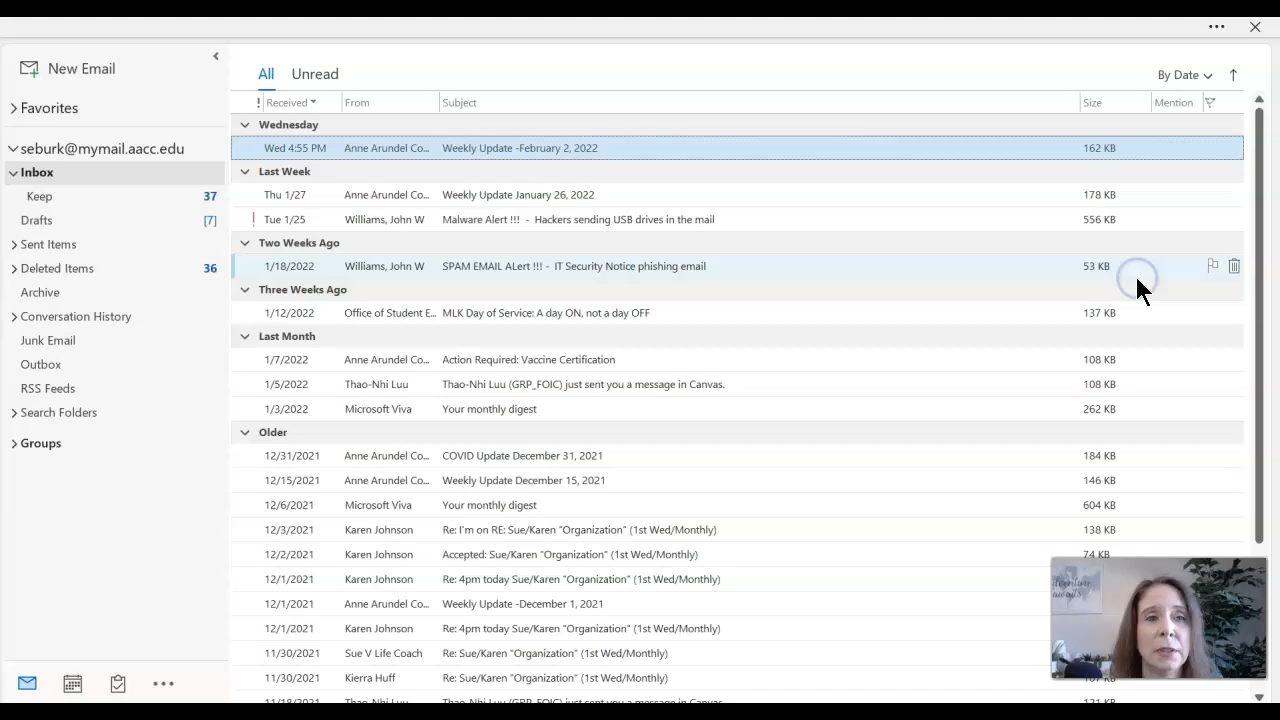 New Email
Favorites
seburk@mymail.aacc.edu
Inbox
Keep 37
Drafts [7]
Sent Items
Deleted Items 36
Archive
Conversation History
Junk Email
Outbox
RSS Feeds
Search Folders
Groups
All Unread By Date
! Received From Subject Size Mention
Wednesday
Wed 4:55 PM Anne Arundel Co... Weekly Update -February 2, 2022 162 KB
Last Week
Thu 1/27 Anne Arundel Co... Weekly Update January 26, 2022 178 KB
! Tue 1/25 Williams, John W Malware Alert !!! - Hackers sending USB drives in the mail 556 KB
Two Weeks Ago
1/18/2022 Williams, John W SPAM EMAIL ALert !!! - IT Security Notice phishing email 53 KB
Three Weeks Ago
1/12/2022 Office of Student E... MLK Day of Service: A day ON, not a day OFF 137 KB
Last Month
1/7/2022 Anne Arundel Co... Action Required: Vaccine Certification 108 KB
1/5/2022 Thao-Nhi Luu Thao-Nhi Luu (GRP_FOIC) just sent you a message in Canvas. 108 KB
1/3/2022 Microsoft Viva Your monthly digest 262 KB
Older
12/31/2021 Anne Arundel Co... COVID Update December 31, 2021 184 KB
12/15/2021 Anne Arundel Co... Weekly Update December 15, 2021 146 KB
12/6/2021 Microsoft Viva Your monthly digest 604 KB
12/3/2021 Karen Johnson Re: I'm on RE: Sue/Karen "Organization" (1st Wed/Monthly) 138 KB
12/2/2021 Karen Johnson Accepted: Sue/Karen "Organization" (1st Wed/Monthly) 74 KB
12/1/2021 Karen Johnson Re: 4pm today Sue/Karen "Organization" (1st Wed/Monthly)
12/1/2021 Anne Arundel Co... Weekly Update -December 1, 2021
12/1/2021 Karen Johnson Re: 4pm today Sue/Karen "Organization" (1st Wed/Monthly)
11/30/2021 Sue V Life Coach Re: Sue/Karen "Organization" (1st Wed/Monthly)
11/30/2021 Kierra Huff Re: Sue/Karen "Organization" (1st Wed/Monthly)
Thao-Nhi Luu (GRP_FOIC) just sent you a message in Canvas.